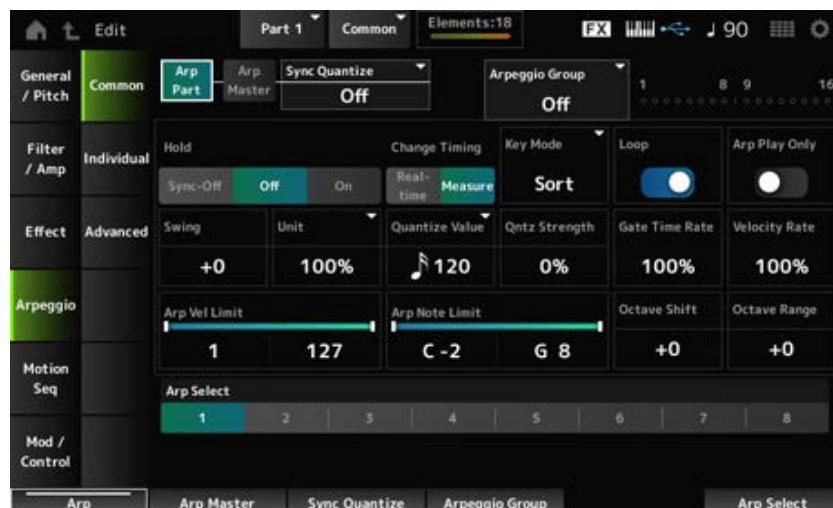 Edit
Part 1
Common
Elements:18
FX
90
General / Pitch
Common
Arp Part
Arp Master
Sync Quantize
Off
Arpeggio Group
Off
1 8 9 16
Filter / Amp
Individual
Hold
Sync-Off Off On
Change Timing
Real-time Measure
Key Mode
Sort
Loop
Arp Play Only
Effect
Advanced
Swing
+0
Unit
100%
Quantize Value
120
Qntz Strength
0%
Gate Time Rate
100%
Velocity Rate
100%
Arpeggio
Arp Vel Limit
1 127
Arp Note Limit
C -2 G 8
Octave Shift
+0
Octave Range
+0
Motion Seq
Arp Select
1 2 3 4 5 6 7 8
Mod / Control
Arp
Arp Master
Sync Quantize
Arpeggio Group
Arp Select